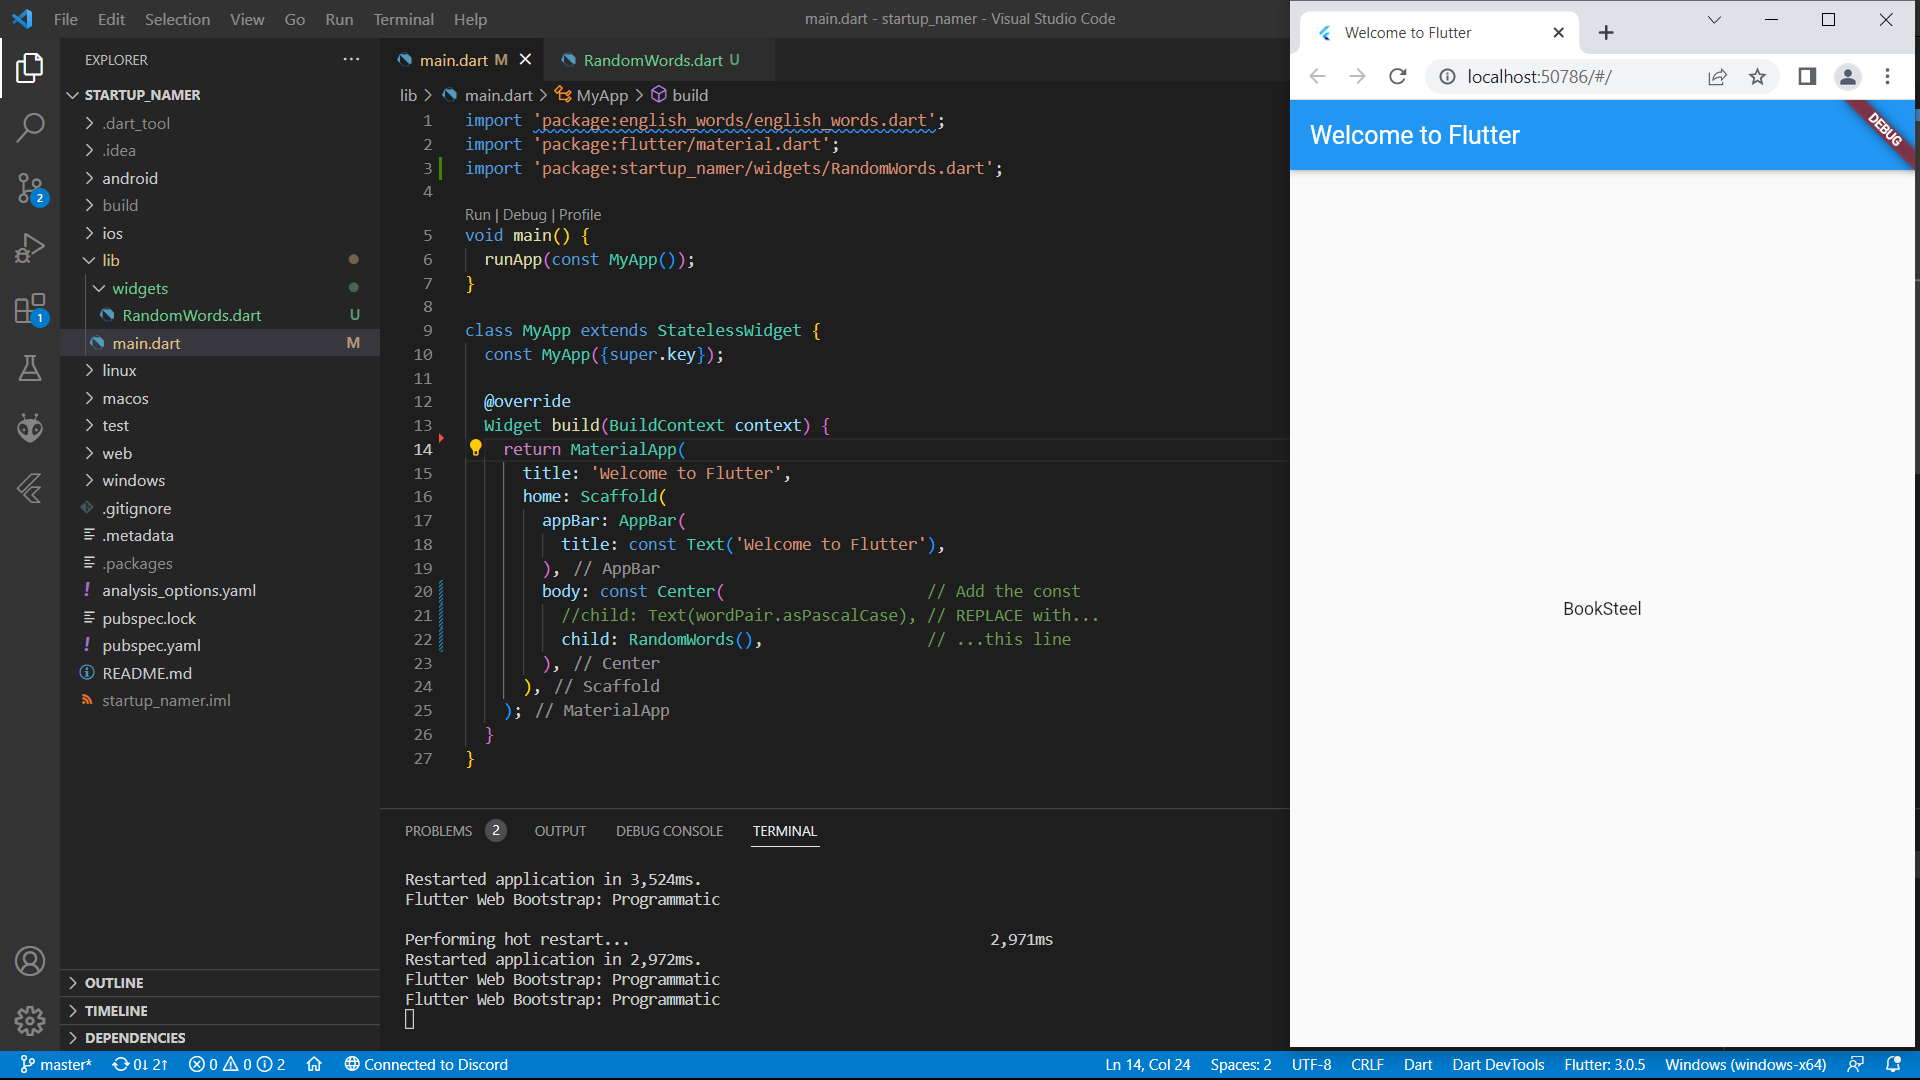 File Edit Selection View Go Run Terminal Help
main.dart - startup_namer - Visual Studio Code
EXPLORER
STARTUP_NAMER
.dart_tool
.idea
android
build
ios
lib
widgets
RandomWords.dart U
main.dart M
linux
macos
test
web
windows
.gitignore
.metadata
.packages
analysis_options.yaml
pubspec.lock
pubspec.yaml
README.md
startup_namer.iml
OUTLINE
TIMELINE
DEPENDENCIES
2
1
main.dart M
RandomWords.dart U
lib > main.dart > MyApp > build
1 import 'package:english_words/english_words.dart';
2 import 'package:flutter/material.dart';
3 import 'package:startup_namer/widgets/RandomWords.dart';
4
Run | Debug | Profile
5 void main() {
6 runApp(const MyApp());
7 }
8
9 class MyApp extends StatelessWidget {
10 const MyApp({super.key});
11
12 @override
13 Widget build(BuildContext context) {
14 return MaterialApp(
15 title: 'Welcome to Flutter',
16 home: Scaffold(
17 appBar: AppBar(
18 title: const Text('Welcome to Flutter'),
19 ), // AppBar
20 body: const Center( // Add the const
21 //child: Text(wordPair.asPascalCase), // REPLACE with...
22 child: RandomWords(), // ...this line
23 ), // Center
24 ), // Scaffold
25 ); // MaterialApp
26 }
27 }
PROBLEMS 2 OUTPUT DEBUG CONSOLE TERMINAL
Restarted application in 3,524ms.
Flutter Web Bootstrap: Programmatic
Performing hot restart... 2,971ms
Restarted application in 2,972ms.
Flutter Web Bootstrap: Programmatic
Flutter Web Bootstrap: Programmatic
Welcome to Flutter
localhost:50786/#/
Welcome to Flutter
DEBUG
BookSteel
master* 0↓ 2↑ 0 0 2 Connected to Discord
Ln 14, Col 24 Spaces: 2 UTF-8 CRLF Dart Dart DevTools Flutter: 3.0.5 Windows (windows-x64)